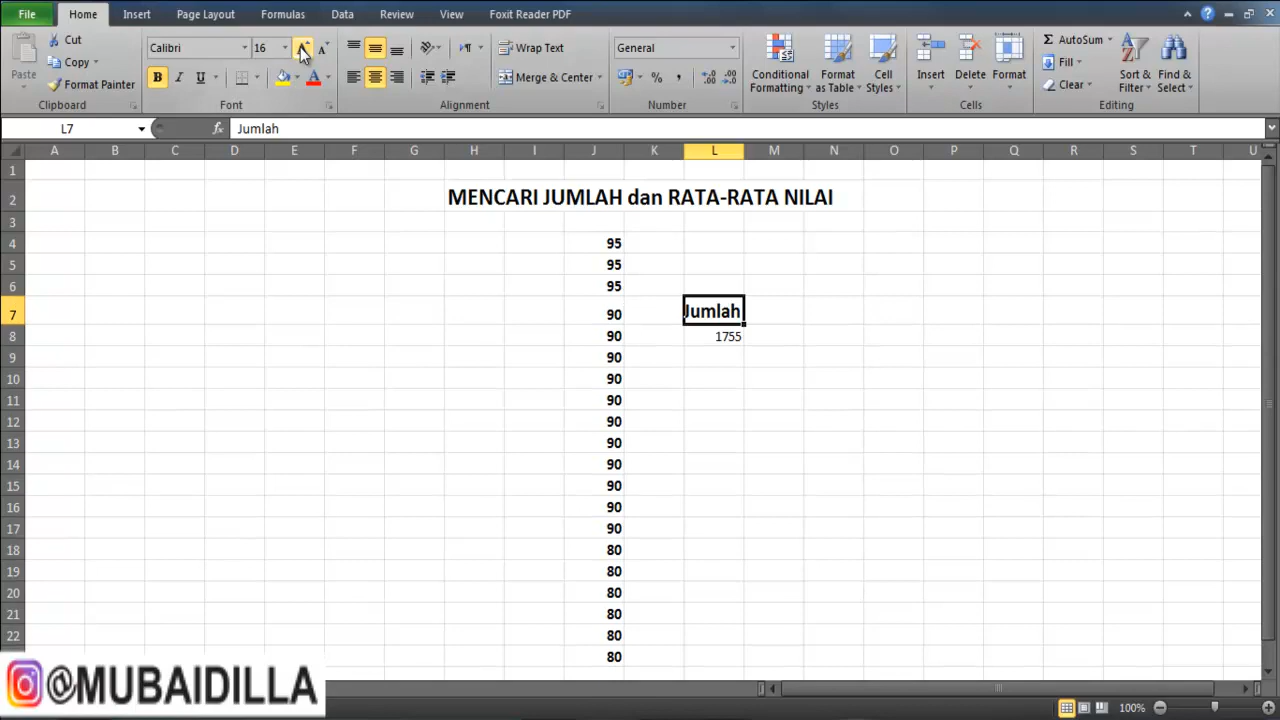 File Home Insert Page Layout Formulas Data Review View Foxit Reader PDF
Cut Calibri 16 Wrap Text General AutoSum
Copy Fill
Paste Format Painter B I U Merge & Center % , Conditional Formatting Format as Table Cell Styles Insert Delete Format Clear Sort & Filter Find & Select
Clipboard Font Alignment Number Styles Cells Editing
L7 fx Jumlah
A B C D E F G H I J K L M N O P Q R S T U
1
2 MENCARI JUMLAH dan RATA-RATA NILAI
3
4 95
5 95
6 95
7 90 Jumlah
8 90 1755
9 90
10 90
11 90
12 90
13 90
14 90
15 90
16 90
17 90
18 80
19 80
20 80
21 80
22 80
80
@MUBAIDILLA
100%